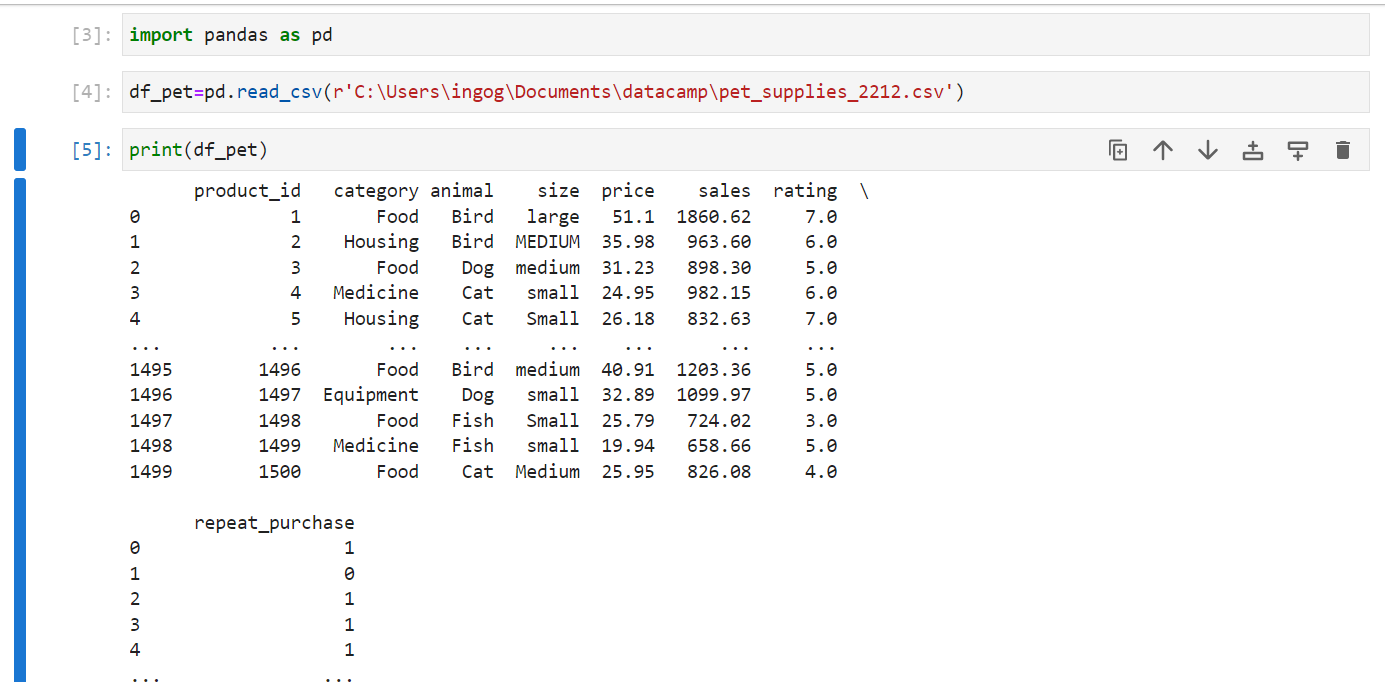 [3]: import pandas as pd
[4]: df_pet=pd.read_csv(r'C:\Users\ingog\Documents\datacamp\pet_supplies_2212.csv')
[5]: print(df_pet)
product_id category animal size price sales rating \
0 1 Food Bird large 51.1 1860.62 7.0
1 2 Housing Bird MEDIUM 35.98 963.60 6.0
2 3 Food Dog medium 31.23 898.30 5.0
3 4 Medicine Cat small 24.95 982.15 6.0
4 5 Housing Cat Small 26.18 832.63 7.0
... ... ... ... ... ... ... ...
1495 1496 Food Bird medium 40.91 1203.36 5.0
1496 1497 Equipment Dog small 32.89 1099.97 5.0
1497 1498 Food Fish Small 25.79 724.02 3.0
1498 1499 Medicine Fish small 19.94 658.66 5.0
1499 1500 Food Cat Medium 25.95 826.08 4.0
repeat_purchase
0 1
1 0
2 1
3 1
4 1
... ...